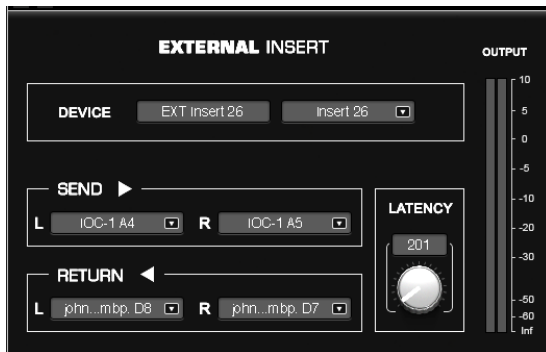 EXTERNAL INSERT
OUTPUT
DEVICE EXT Insert 26 Insert 26
SEND
L IOC-1 A4 R IOC-1 A5
RETURN
L john...mbp. D8 R john...mbp. D7
LATENCY
201
10
5
0
-5
-10
-20
-30
-50
-60
Inf